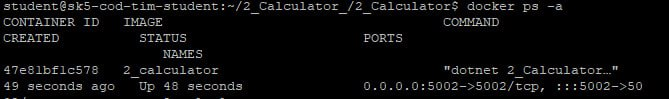 student@sk5-cod-tim-student:~/2_Calculator_/2_Calculator$ docker ps -a
CONTAINER ID   IMAGE                                       COMMAND
CREATED          STATUS                      PORTS
                 NAMES
47e81bf1c578   2_calculator                                "dotnet 2_Calculator…"
49 seconds ago   Up 48 seconds               0.0.0.0:5002->5002/tcp, :::5002->50